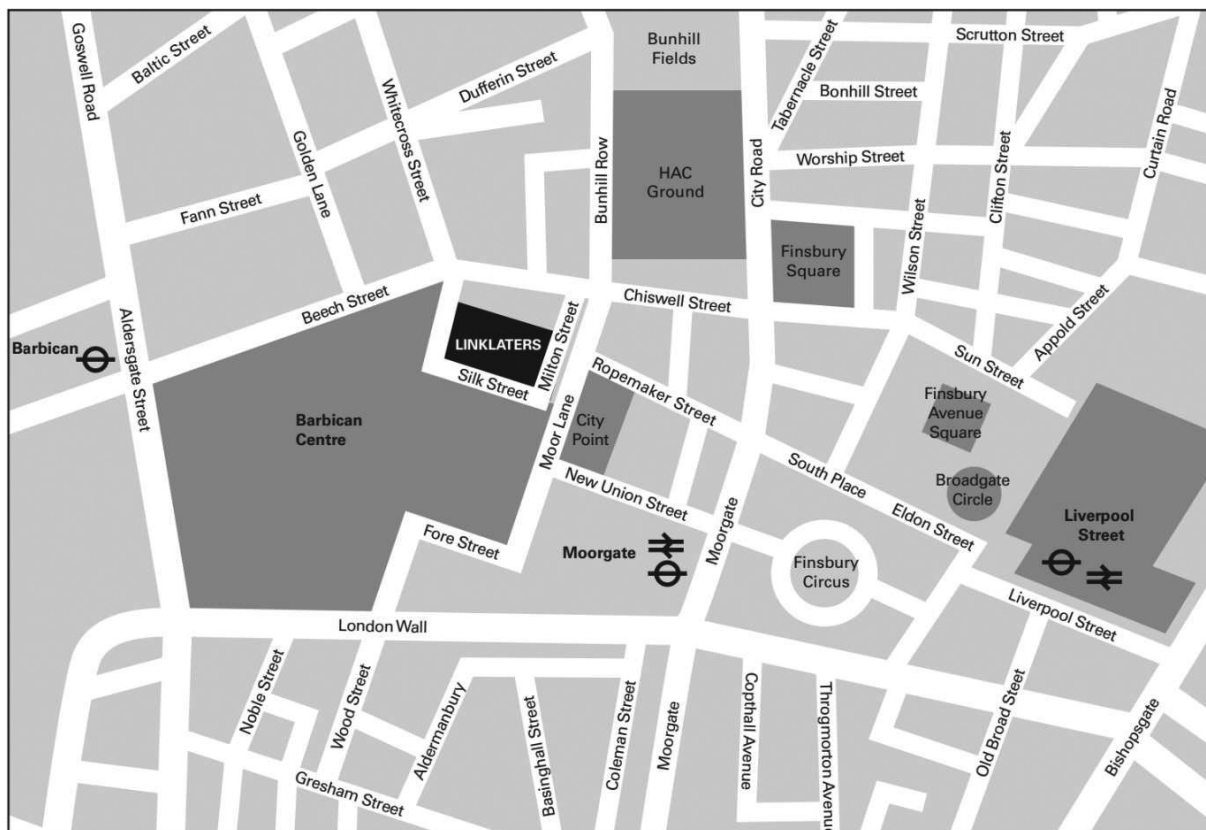 Goswell Road
Baltic Street
Whitecross Street
Dufferin Street
Bunhill
Fields
Tabernacle Street
Scrutton Street
Bonhill Street
Golden Lane
Bunhill Row
HAC
Ground
City Road
Worship Street
Clifton Street
Curtain Road
Fann Street
Finsbury
Square
Wilson Street
Beech Street
Chiswell Street
Appold Street
Barbican
Aldersgate Street
LINKLATERS
Milton Street
Silk Street
Ropemaker Street
Sun Street
Barbican
Centre
Moor Lane
City
Point
Finsbury
Avenue
Square
South Place
New Union Street
Broadgate
Circle
Eldon Street
Liverpool
Street
Fore Street
Moorgate
Moorgate
Finsbury
Circus
Liverpool Street
London Wall
Noble Street
Wood Street
Aldermanbury
Basinghall Street
Coleman Street
Moorgate
Copthall Avenue
Throgmorton Avenue
Old Broad Steet
Bishopsgate
Gresham Street